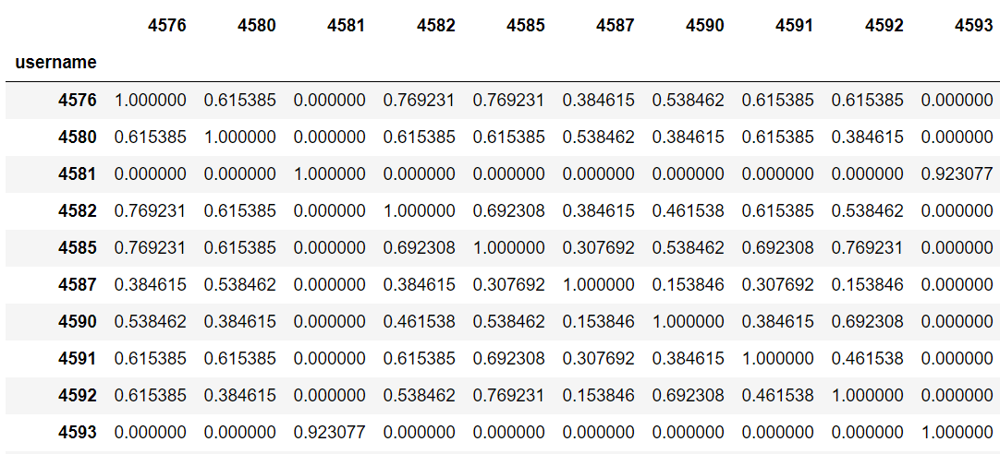 4576 4580 4581 4582 4585 4587 4590 4591 4592 4593
username
4576 1.000000 0.615385 0.000000 0.769231 0.769231 0.384615 0.538462 0.615385 0.615385 0.000000
4580 0.615385 1.000000 0.000000 0.615385 0.615385 0.538462 0.384615 0.615385 0.384615 0.000000
4581 0.000000 0.000000 1.000000 0.000000 0.000000 0.000000 0.000000 0.000000 0.000000 0.923077
4582 0.769231 0.615385 0.000000 1.000000 0.692308 0.384615 0.461538 0.615385 0.538462 0.000000
4585 0.769231 0.615385 0.000000 0.692308 1.000000 0.307692 0.538462 0.692308 0.769231 0.000000
4587 0.384615 0.538462 0.000000 0.384615 0.307692 1.000000 0.153846 0.307692 0.153846 0.000000
4590 0.538462 0.384615 0.000000 0.461538 0.538462 0.153846 1.000000 0.384615 0.692308 0.000000
4591 0.615385 0.615385 0.000000 0.615385 0.692308 0.307692 0.384615 1.000000 0.461538 0.000000
4592 0.615385 0.384615 0.000000 0.538462 0.769231 0.153846 0.692308 0.461538 1.000000 0.000000
4593 0.000000 0.000000 0.923077 0.000000 0.000000 0.000000 0.000000 0.000000 0.000000 1.000000